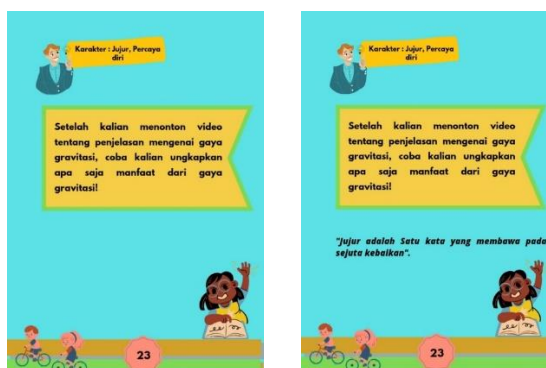 Karakter : Jujur, Percaya
diri
Setelah kalian menonton video
tentang penjelasan mengenai gaya
gravitasi, coba kalian ungkapkan
apa saja manfaat dari gaya
gravitasi!
23
Karakter : Jujur, Percaya
diri
Setelah kalian menonton video
tentang penjelasan mengenai gaya
gravitasi, coba kalian ungkapkan
apa saja manfaat dari gaya
gravitasi!
"Jujur adalah Satu kata yang membawa pada
sejuta kebaikan".
23